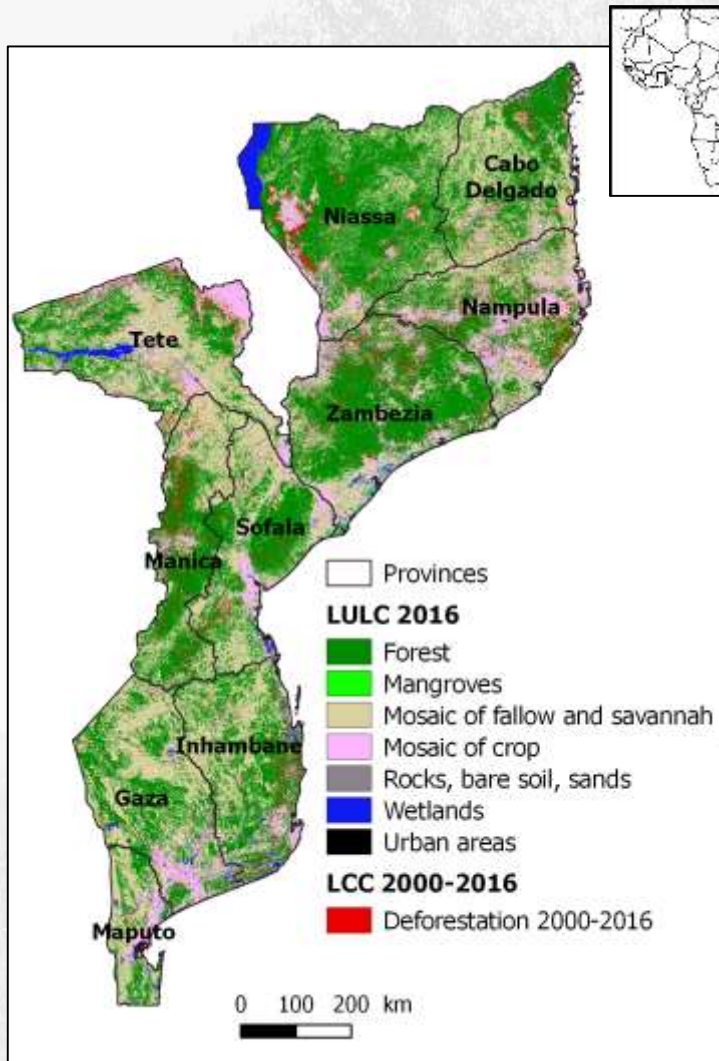 Cabo
Delgado
Niassa
Nampula
Tete
Zambezia
Sofala
Manica
Provinces
LULC 2016
Forest
Mangroves
Mosaic of fallow and savannah
Mosaic of crop
Rocks, bare soil, sands
Wetlands
Urban areas
LCC 2000-2016
Deforestation 2000-2016
Inhambane
Gaza
Maputo
0 100 200 km